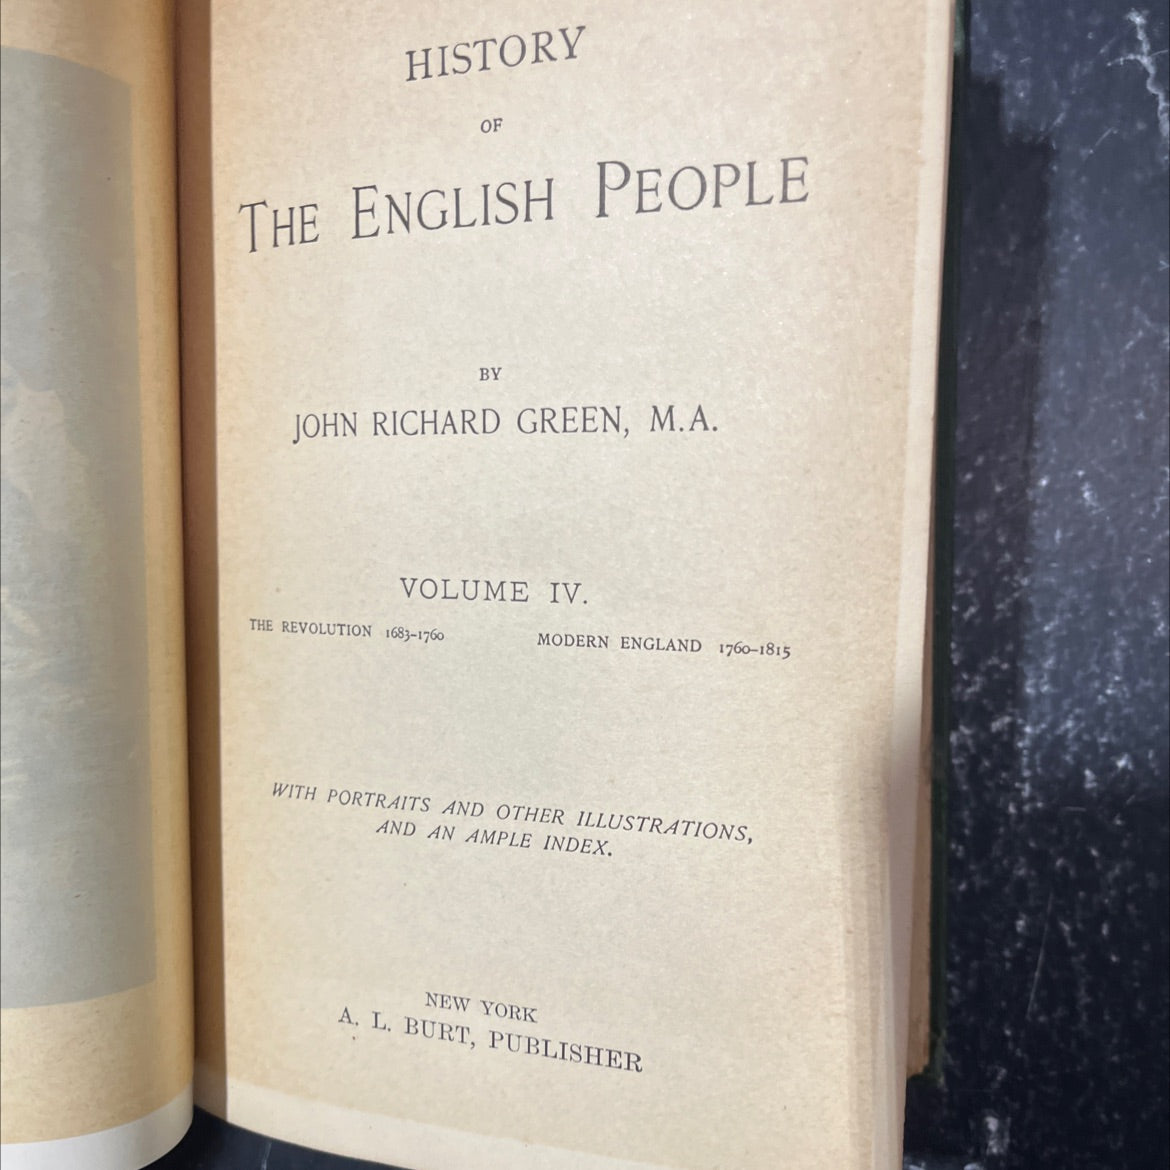 HISTORY
OF
THE ENGLISH PEOPLE
BY
JOHN RICHARD GREEN, M.A.
VOLUME IV.
THE REVOLUTION 1683–1760 MODERN ENGLAND 1760–1815
WITH PORTRAITS AND OTHER ILLUSTRATIONS,
AND AN AMPLE INDEX.
NEW YORK
A. L. BURT, PUBLISHER